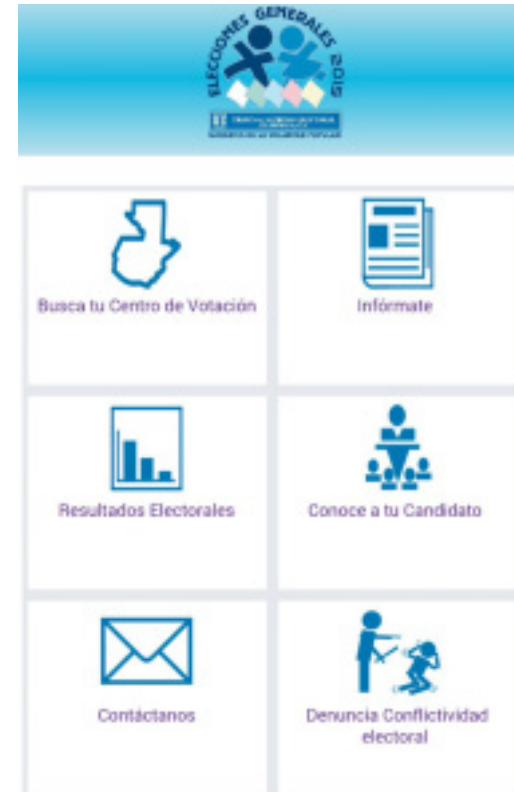 ELECCIONES GENERALES 2015
Busca tu Centro de Votación
Infórmate
Resultados Electorales
Conoce a tu Candidato
Contáctanos
Denuncia Conflictividad
electoral